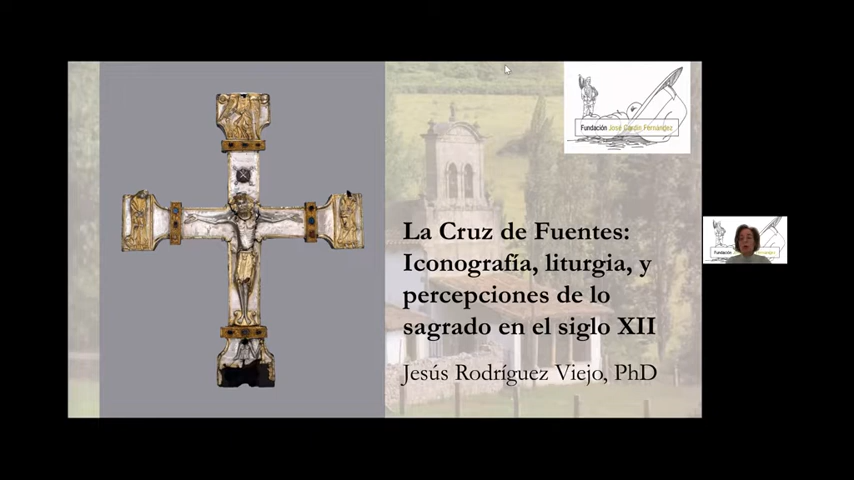 Fundación José Cardín Fernández
La Cruz de Fuentes:
Iconografía, liturgia, y
percepciones de lo
sagrado en el siglo XII
Jesús Rodríguez Viejo, PhD
Fundación